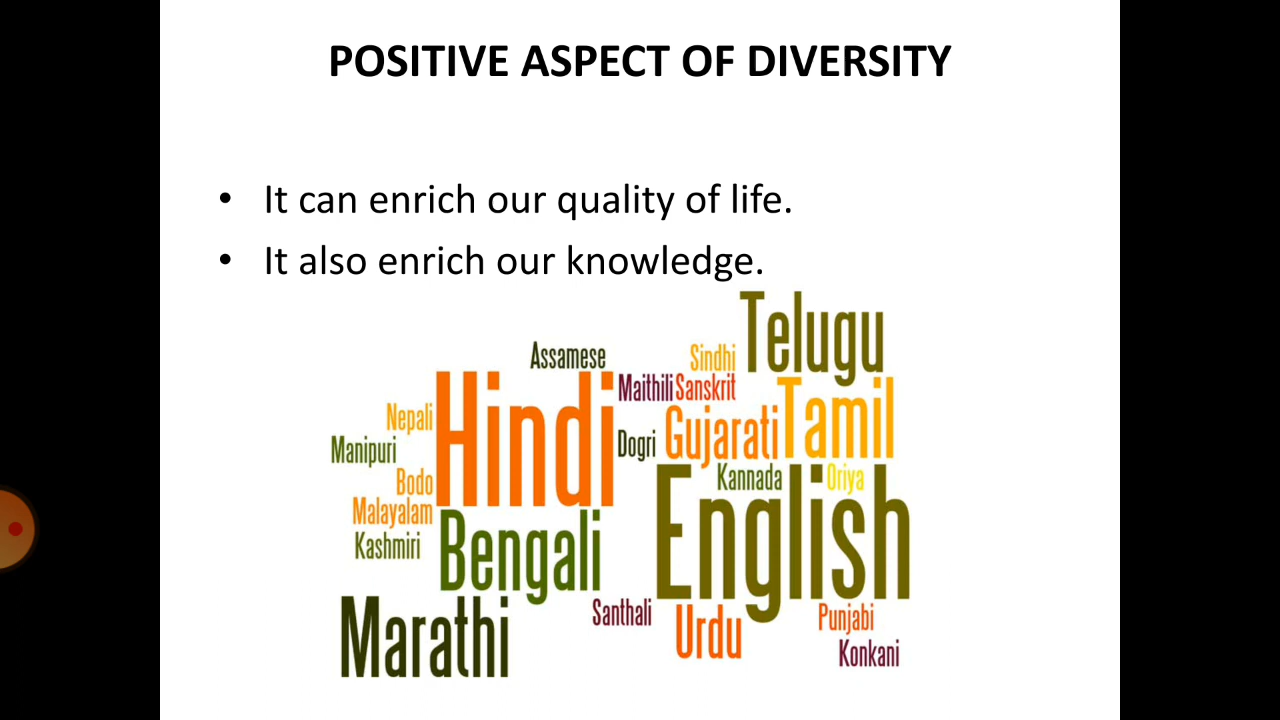 POSITIVE ASPECT OF DIVERSITY
• It can enrich our quality of life.
• It also enrich our knowledge.
Telugu
Assamese
Sindhi
Hindi
Maithili
Sanskrit
Tamil
Nepali
Gujarati
Manipuri
Dogri
Kannada
Oriya
Bodo
English
Malayalam
Bengali
Kashmiri
Marathi
Santhali
Urdu
Punjabi
Konkani